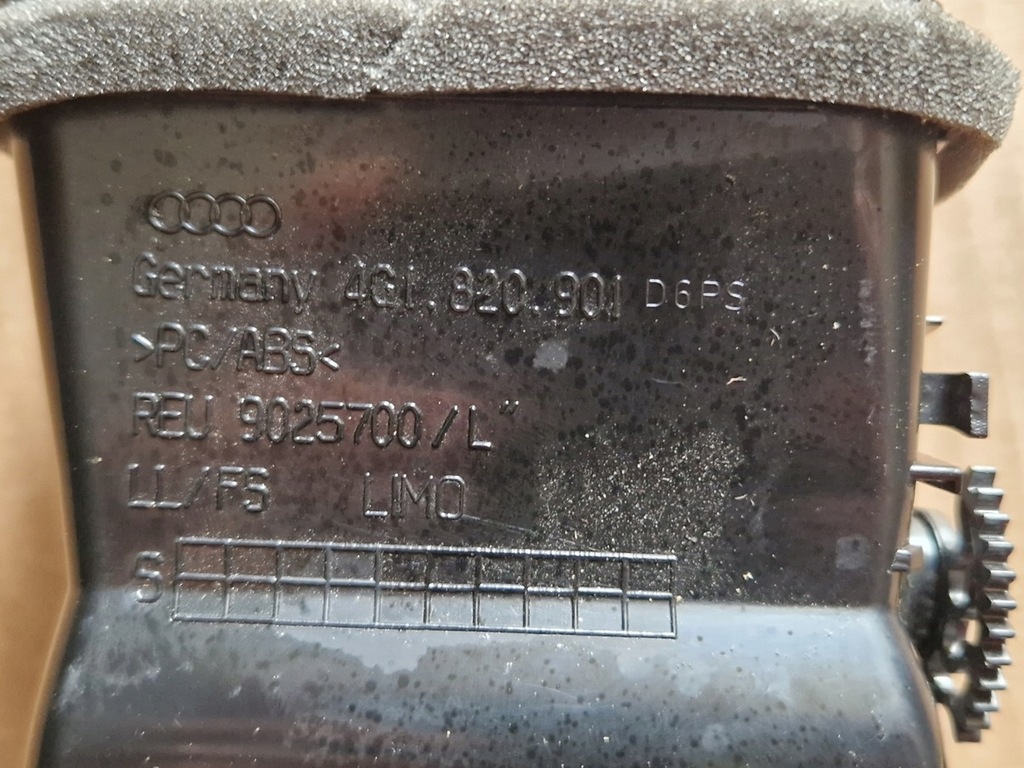 Germany 4G1.820.901 D6PS
>PC/ABS<
REU 9025700/L"
LL/FS LIMO
S